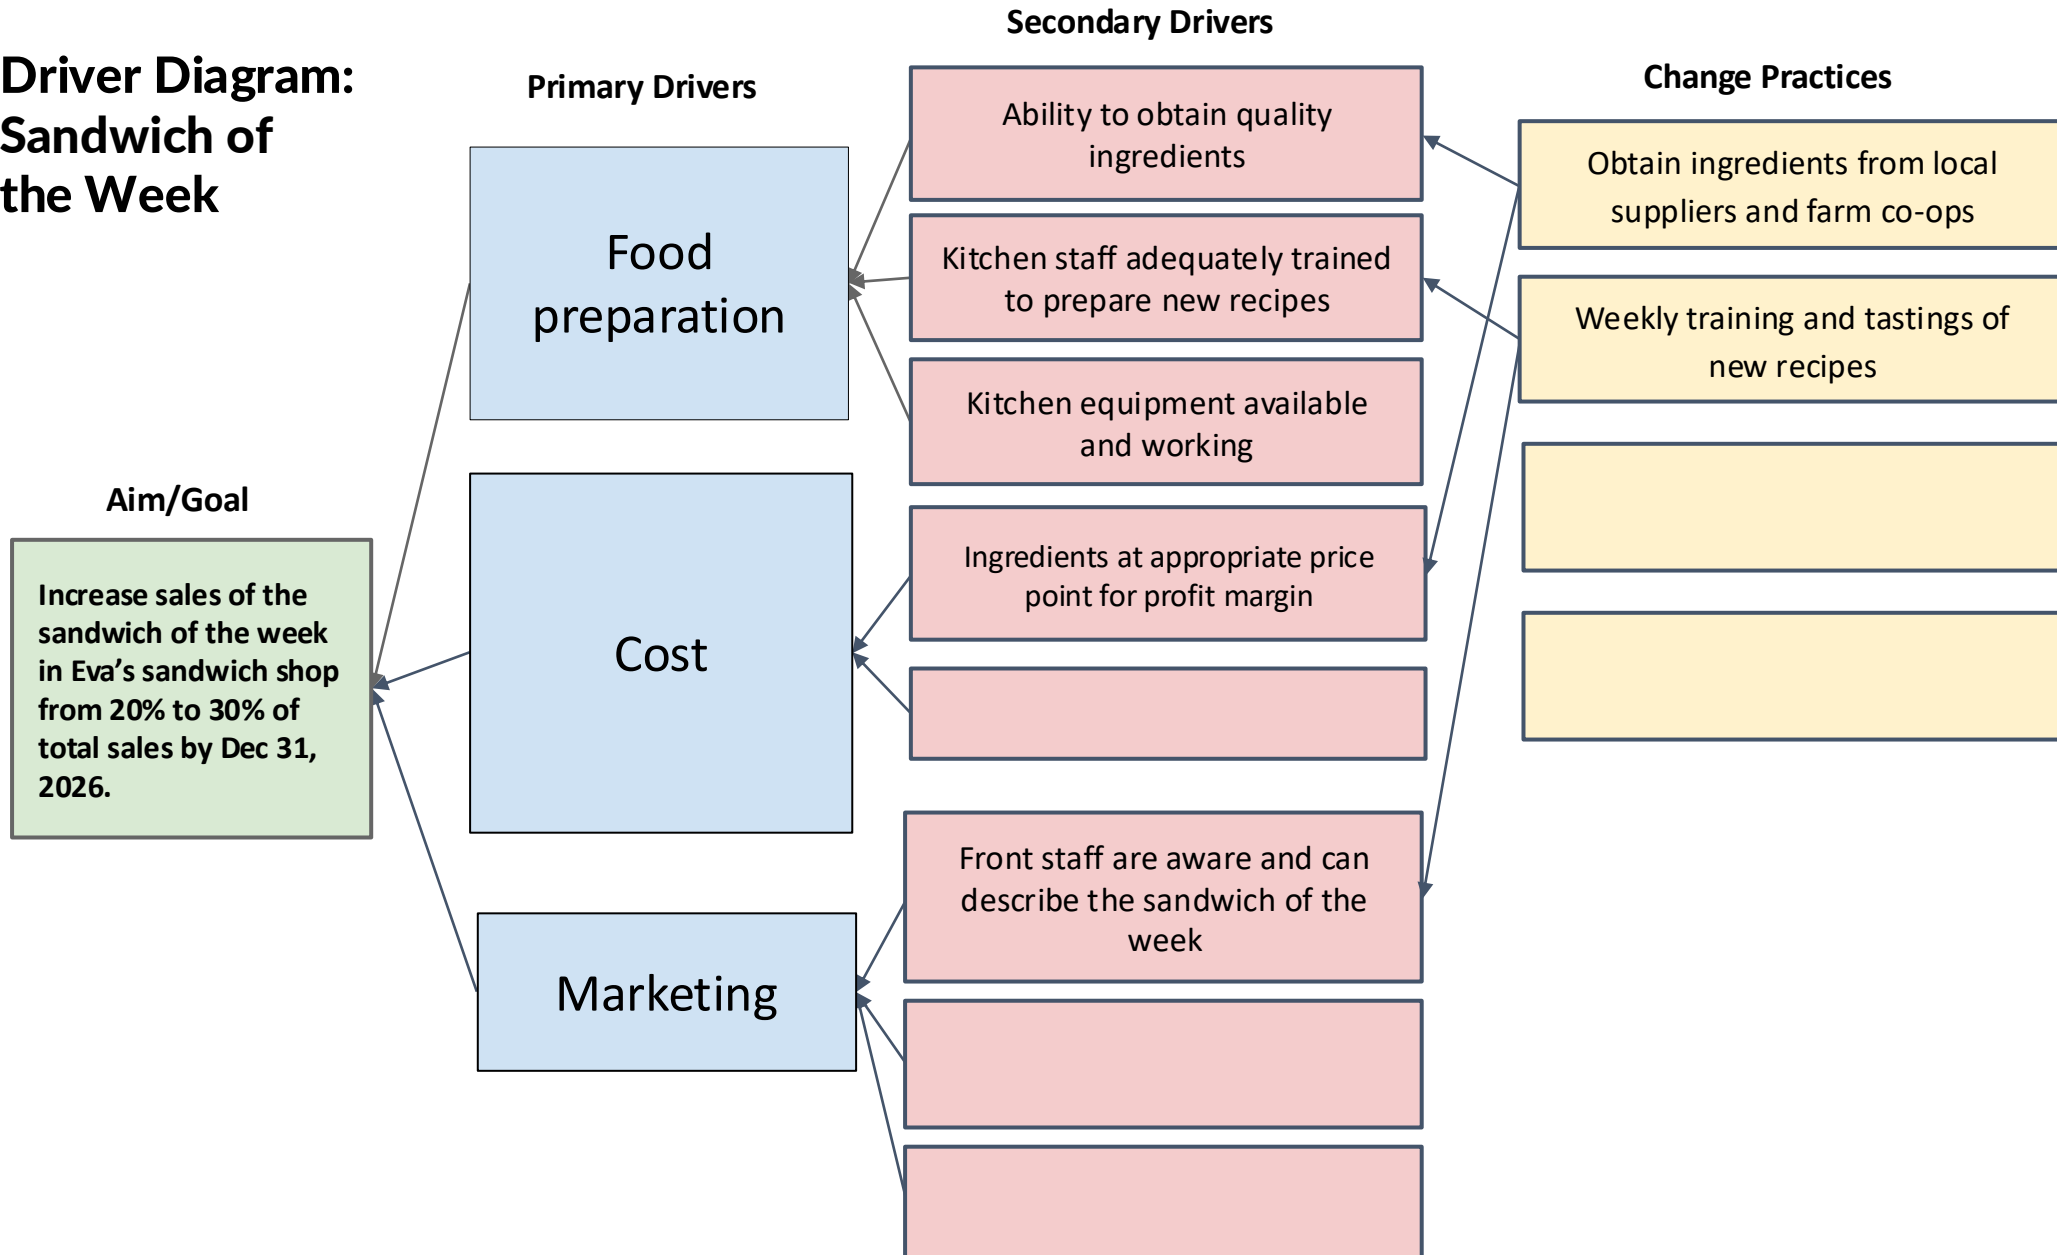 Driver Diagram:
Sandwich of
the Week
Aim/Goal
Increase sales of the
sandwich of the week
in Eva’s sandwich shop
from 20% to 30% of
total sales by Dec 31,
2026.
Primary Drivers
Food
preparation
Cost
Marketing
Secondary Drivers
Ability to obtain quality
ingredients
Kitchen staff adequately trained
to prepare new recipes
Kitchen equipment available
and working
Ingredients at appropriate price
point for profit margin
Front staff are aware and can
describe the sandwich of the
week
Change Practices
Obtain ingredients from local
suppliers and farm co-ops
Weekly training and tastings of
new recipes